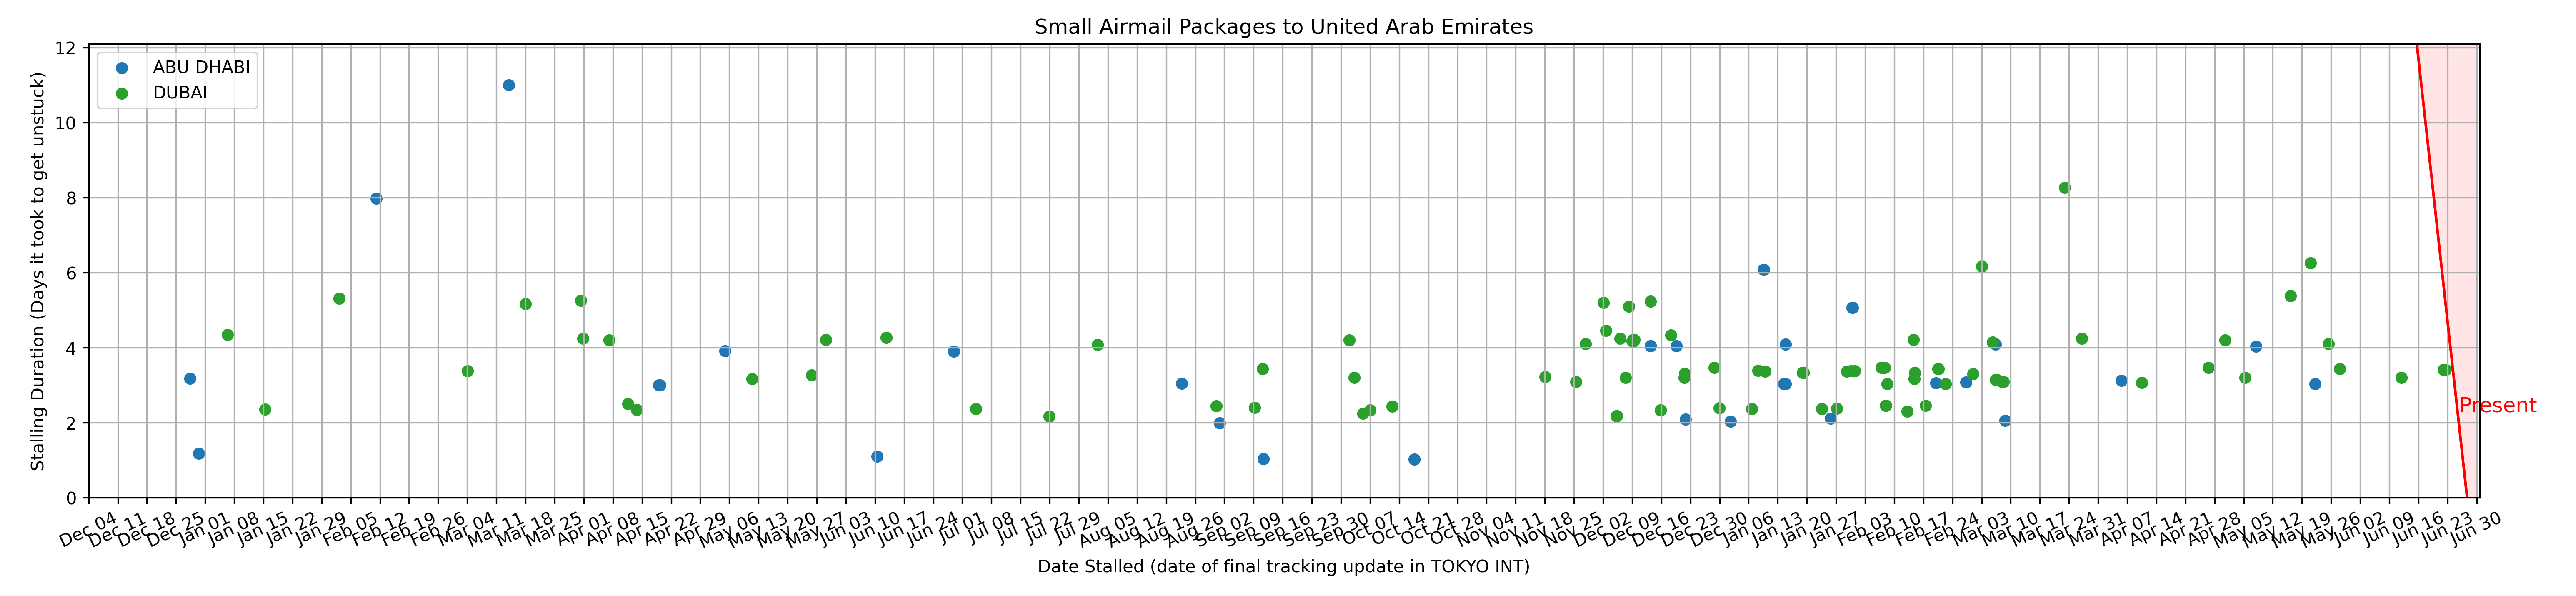 Small Airmail Packages to United Arab Emirates
ABU DHABI
DUBAI
12
10
8
6
4
2
0
Stalling Duration (Days it took to get unstuck)
Present
Dec 04
Dec 11
Dec 18
Dec 25
Jan 01
Jan 08
Jan 15
Jan 22
Jan 29
Feb 05
Feb 12
Feb 19
Feb 26
Mar 04
Mar 11
Mar 18
Mar 25
Apr 01
Apr 08
Apr 15
Apr 22
Apr 29
May 06
May 13
May 20
May 27
Jun 03
Jun 10
Jun 17
Jun 24
Jul 01
Jul 08
Jul 15
Jul 22
Jul 29
Aug 05
Aug 12
Aug 19
Aug 26
Sep 02
Sep 09
Sep 16
Sep 23
Sep 30
Oct 07
Oct 14
Oct 21
Oct 28
Nov 04
Nov 11
Nov 18
Nov 25
Dec 02
Dec 09
Dec 16
Dec 23
Dec 30
Jan 06
Jan 13
Jan 20
Jan 27
Feb 03
Feb 10
Feb 17
Feb 24
Mar 03
Mar 10
Mar 17
Mar 24
Mar 31
Apr 07
Apr 14
Apr 21
Apr 28
May 05
May 12
May 19
May 26
Jun 02
Jun 09
Jun 16
Jun 23
Jun 30
Date Stalled (date of final tracking update in TOKYO INT)